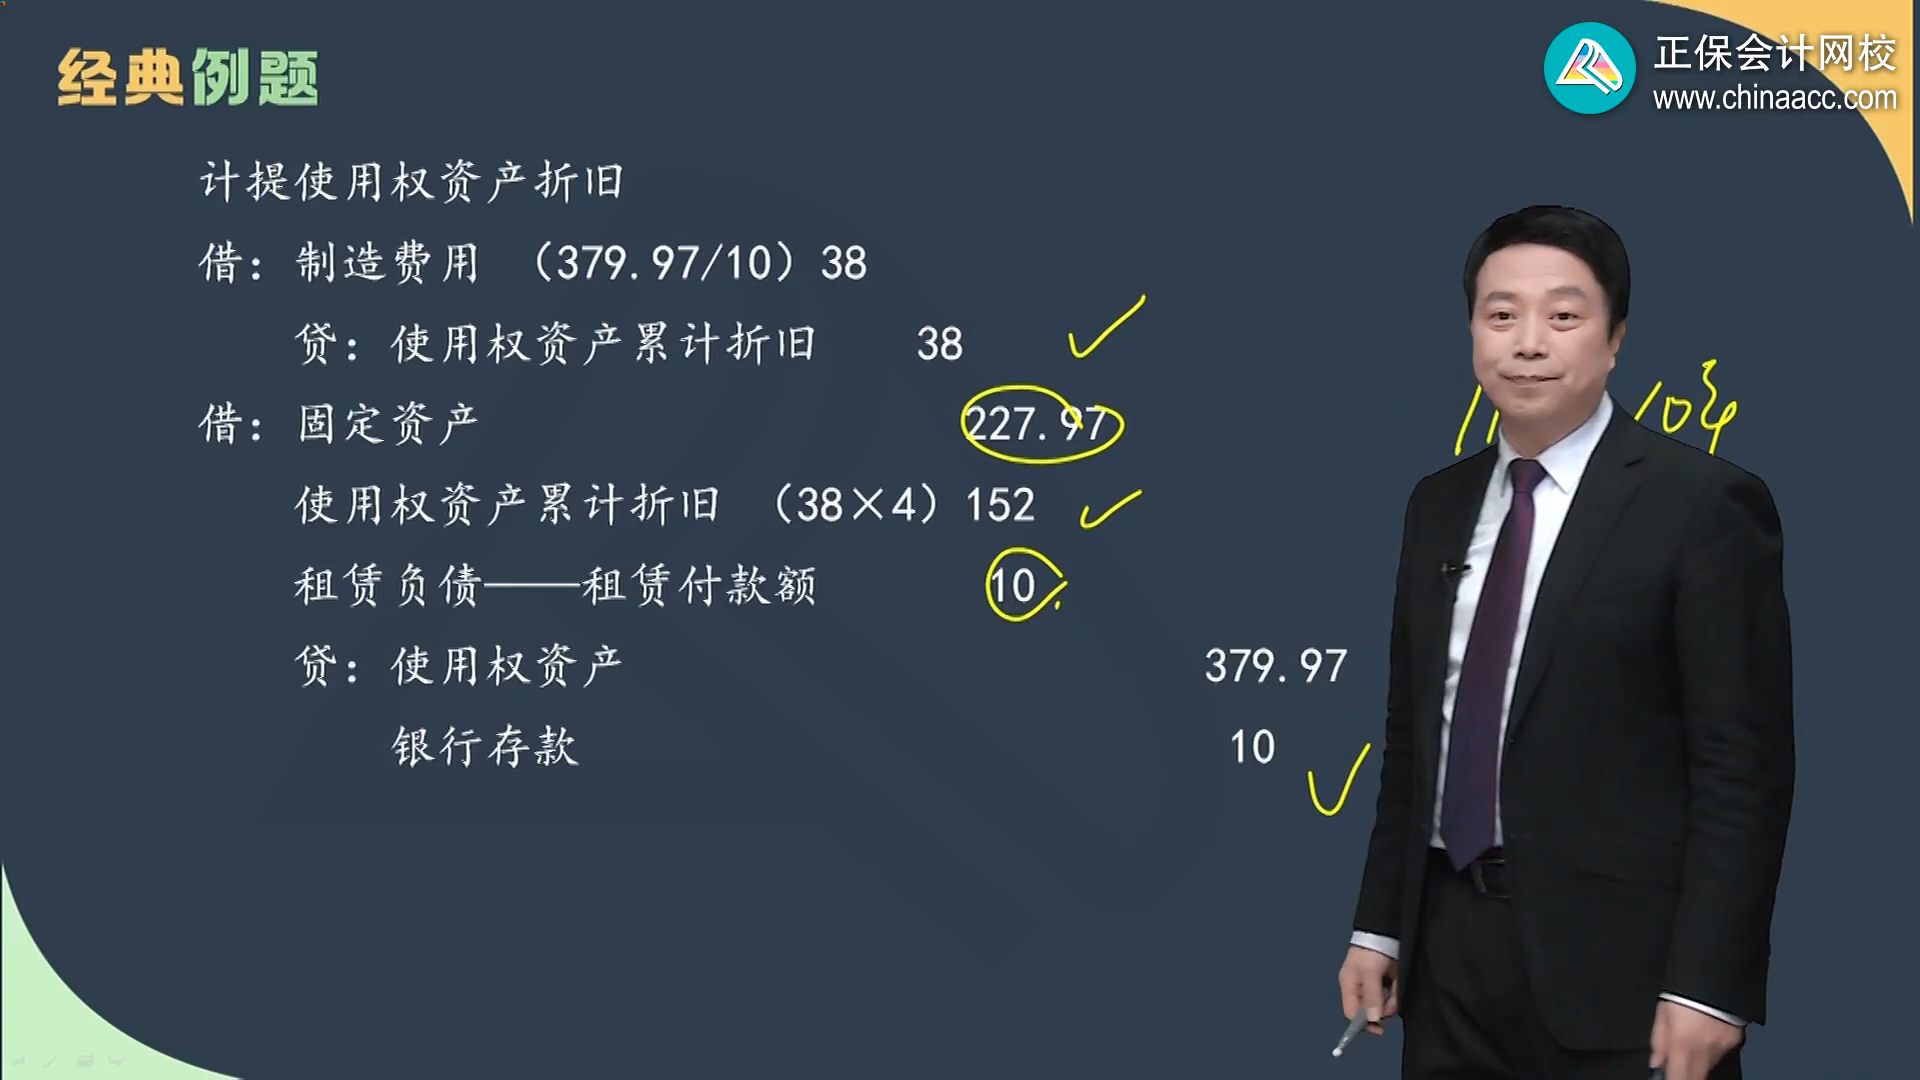 经典例题
正保会计网校
www.chinaacc.com
计提使用权资产折旧
借：制造费用 （379.97/10）38
贷：使用权资产累计折旧 38
借：固定资产 227.97
使用权资产累计折旧 （38×4）152
租赁负债——租赁付款额 10
贷：使用权资产 379.97
银行存款 10